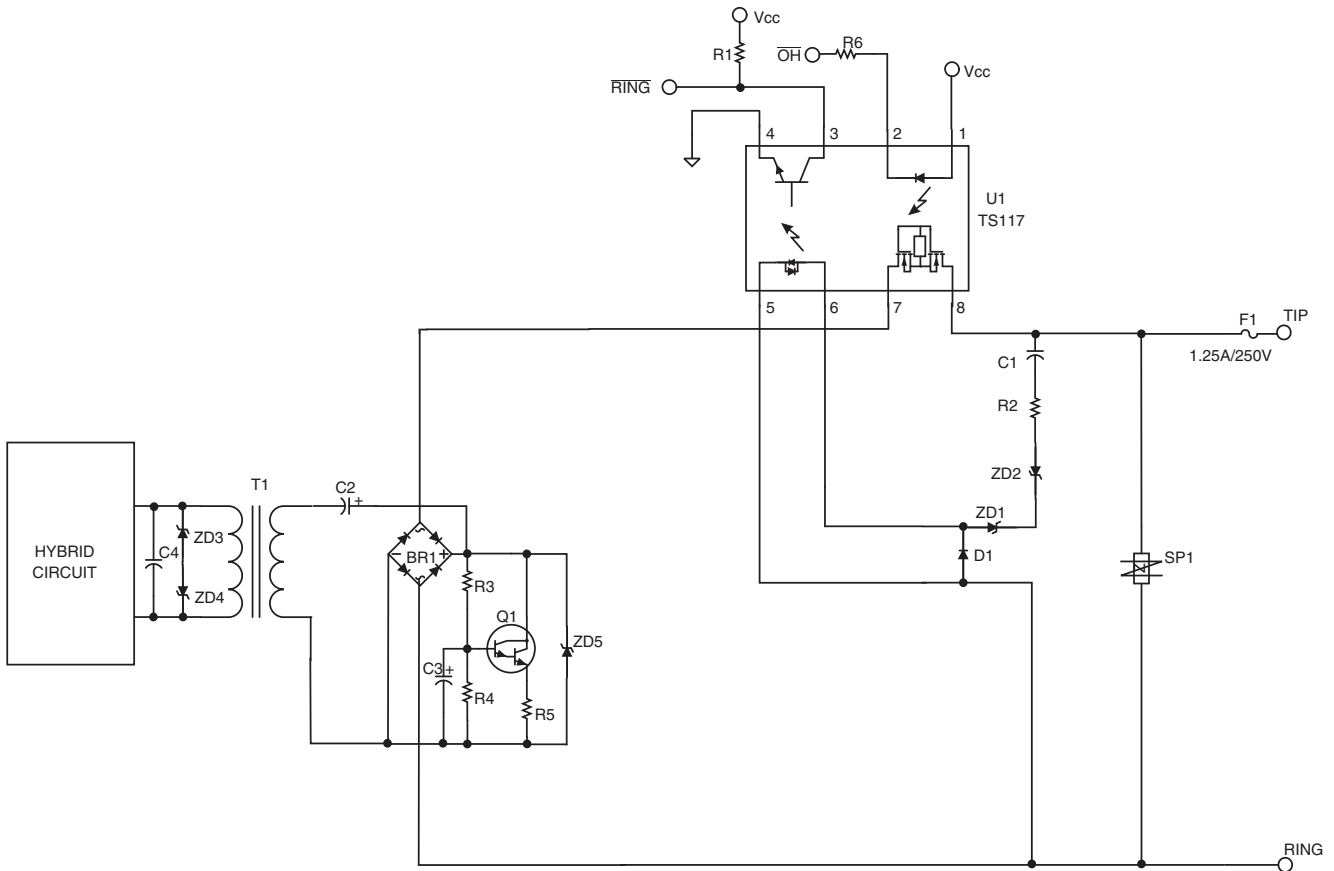 Vcc
R1
OH
R6
RING
Vcc
4
3
2
1
U1
TS117
5
6
7
8
F1
TIP
1.25A/250V
C1
R2
ZD2
ZD1
D1
SP1
T1
C2
+
HYBRID
CIRCUIT
C4
ZD3
ZD4
BR1
−
+
R3
Q1
ZD5
C3+
R4
R5
RING